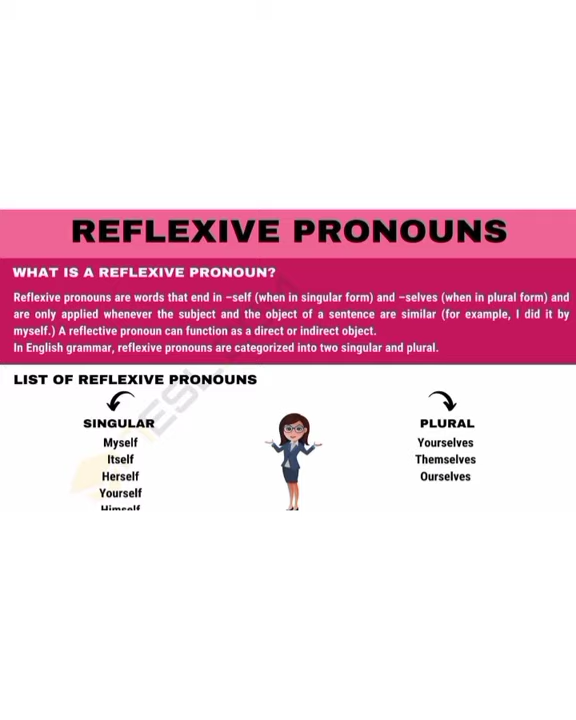 REFLEXIVE PRONOUNS
WHAT IS A REFLEXIVE PRONOUN?
Reflexive pronouns are words that end in –self (when in singular form) and –selves (when in plural form) and
are only applied whenever the subject and the object of a sentence are similar (for example, I did it by
myself.) A reflective pronoun can function as a direct or indirect object.
In English grammar, reflexive pronouns are categorized into two singular and plural.
LIST OF REFLEXIVE PRONOUNS
SINGULAR
Myself
Itself
Herself
Yourself
Himself
PLURAL
Yourselves
Themselves
Ourselves